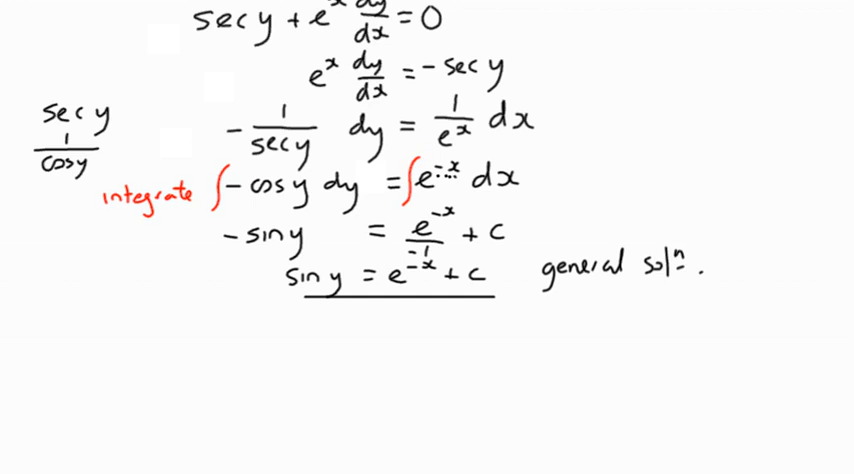 sec y + e^x dy/dx = 0
e^x dy/dx = - sec y
sec y
1/cos y
- 1/sec y dy = 1/e^x dx
integrate ∫ - cos y dy = ∫ e^-x dx
- sin y = e^-x/-1 + c
sin y = e^-x + c general solⁿ.